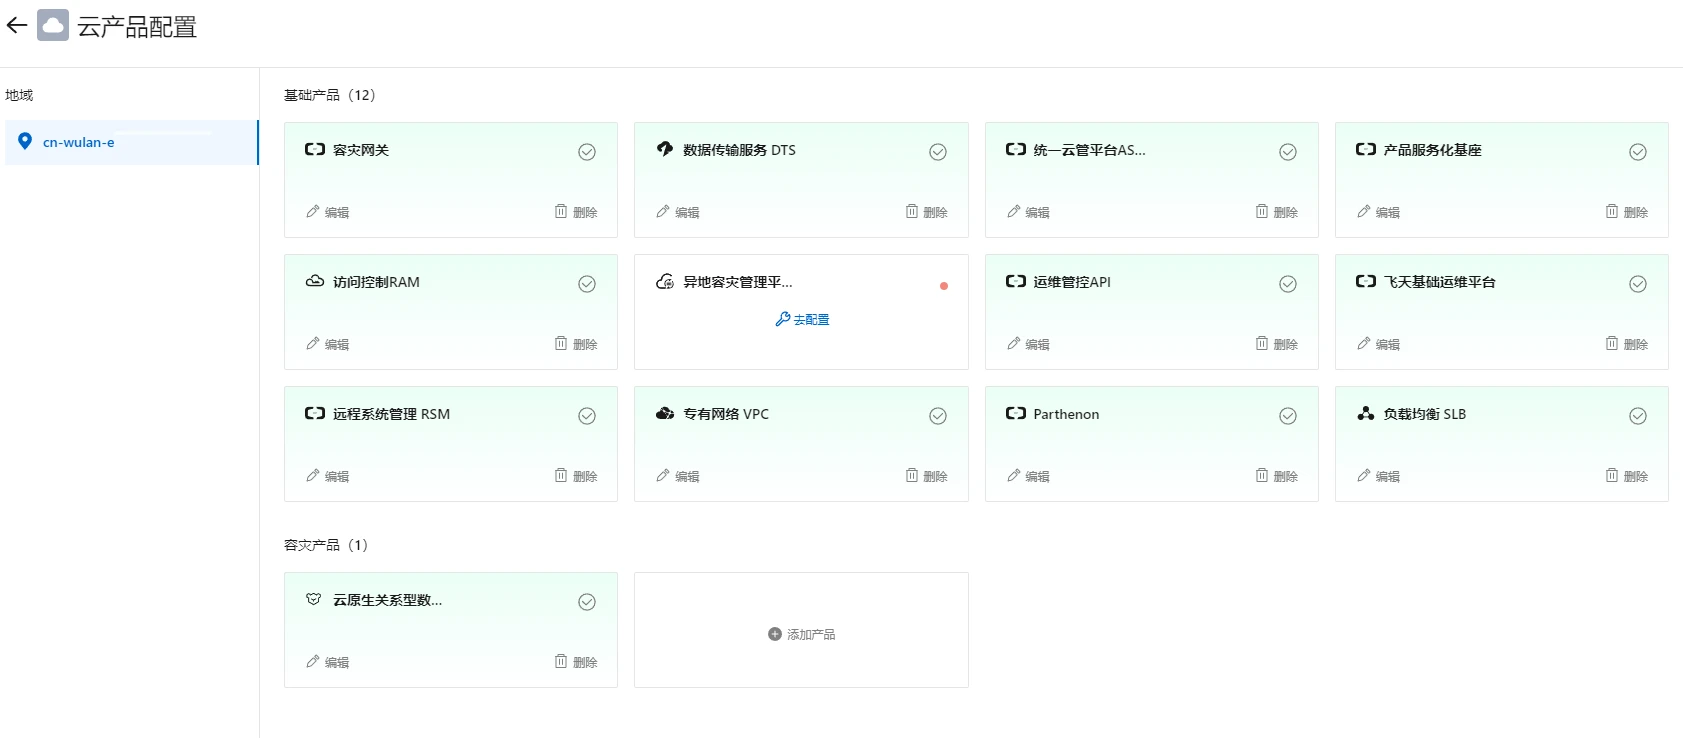 云产品配置
地域
cn-wulan-e
基础产品（12）
容灾网关
编辑 删除
数据传输服务 DTS
编辑 删除
统一云管平台AS...
编辑 删除
产品服务化基座
编辑 删除
访问控制RAM
编辑 删除
异地容灾管理平...
去配置
运维管控API
编辑 删除
飞天基础运维平台
编辑 删除
远程系统管理 RSM
编辑 删除
专有网络 VPC
编辑 删除
Parthenon
编辑 删除
负载均衡 SLB
编辑 删除
容灾产品（1）
云原生关系型数...
编辑 删除
添加产品